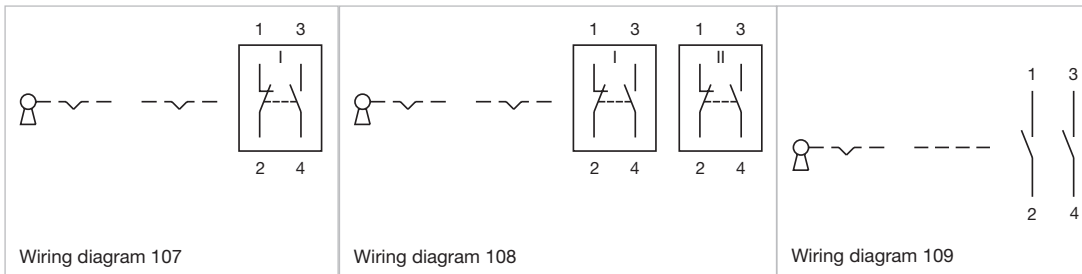 1 3
I
2 4
Wiring diagram 107
1 3 1 3
I II
2 4 2 4
Wiring diagram 108
1 3
2 4
Wiring diagram 109